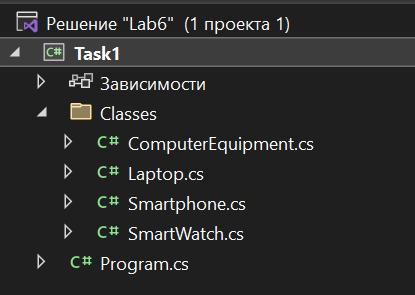 Решение "Lab6" (1 проекта 1)
C# Task1
Зависимости
Classes
C# ComputerEquipment.cs
C# Laptop.cs
C# Smartphone.cs
C# SmartWatch.cs
C# Program.cs